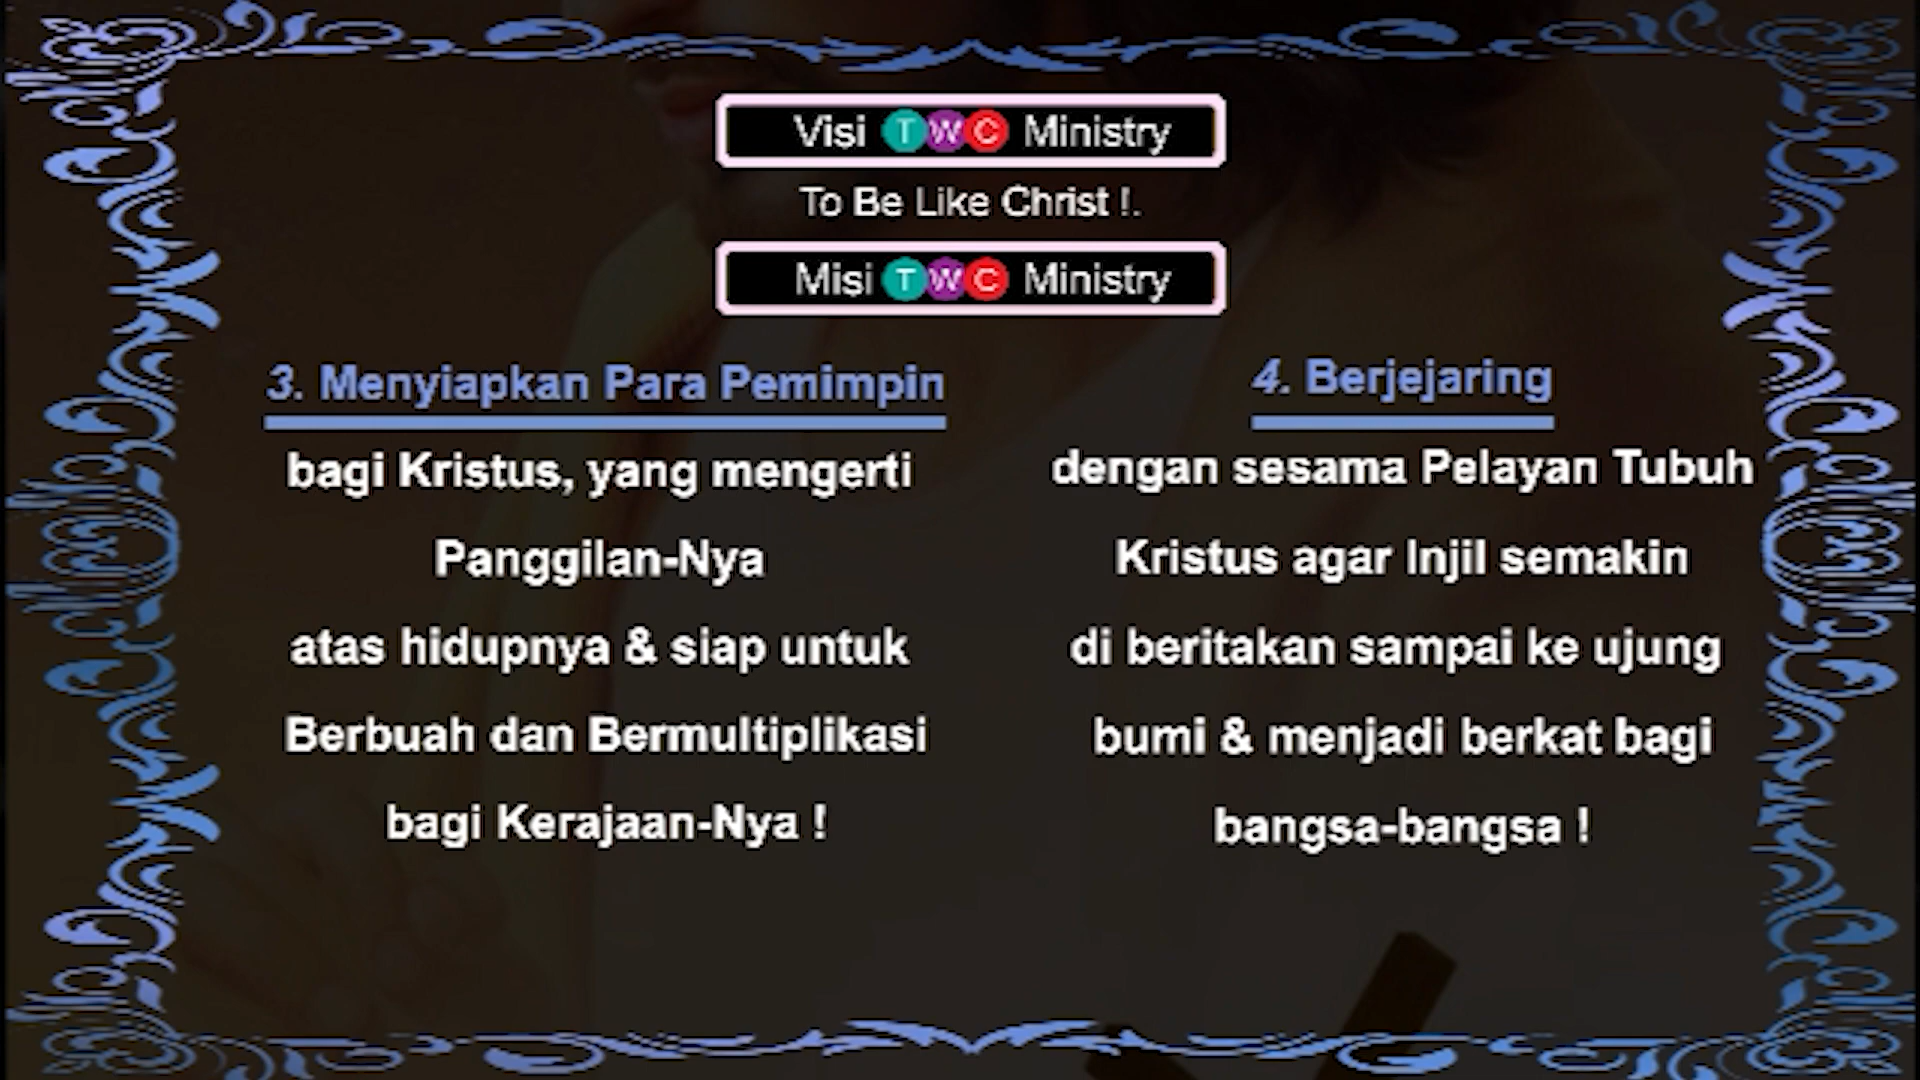 Visi TWC Ministry
To Be Like Christ !.
Misi TWC Ministry
3. Menyiapkan Para Pemimpin
bagi Kristus, yang mengerti
Panggilan-Nya
atas hidupnya & siap untuk
Berbuah dan Bermultiplikasi
bagi Kerajaan-Nya !
4. Berjejaring
dengan sesama Pelayan Tubuh
Kristus agar Injil semakin
di beritakan sampai ke ujung
bumi & menjadi berkat bagi
bangsa-bangsa !